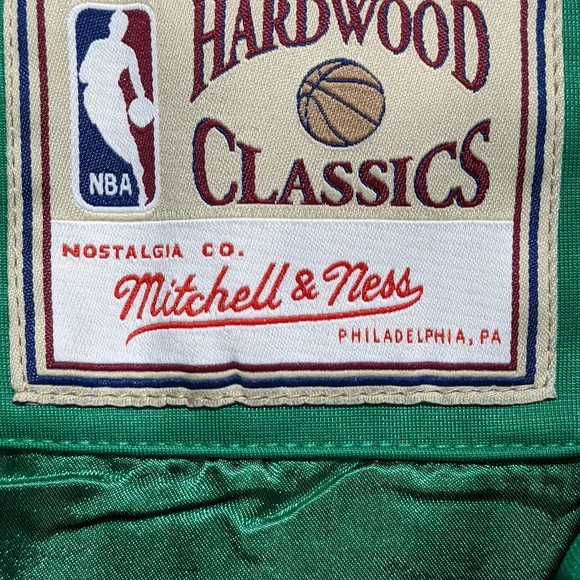 HARDWOOD
NBA
CLASSICS
NOSTALGIA CO.
Mitchell & Ness
PHILADELPHIA, PA